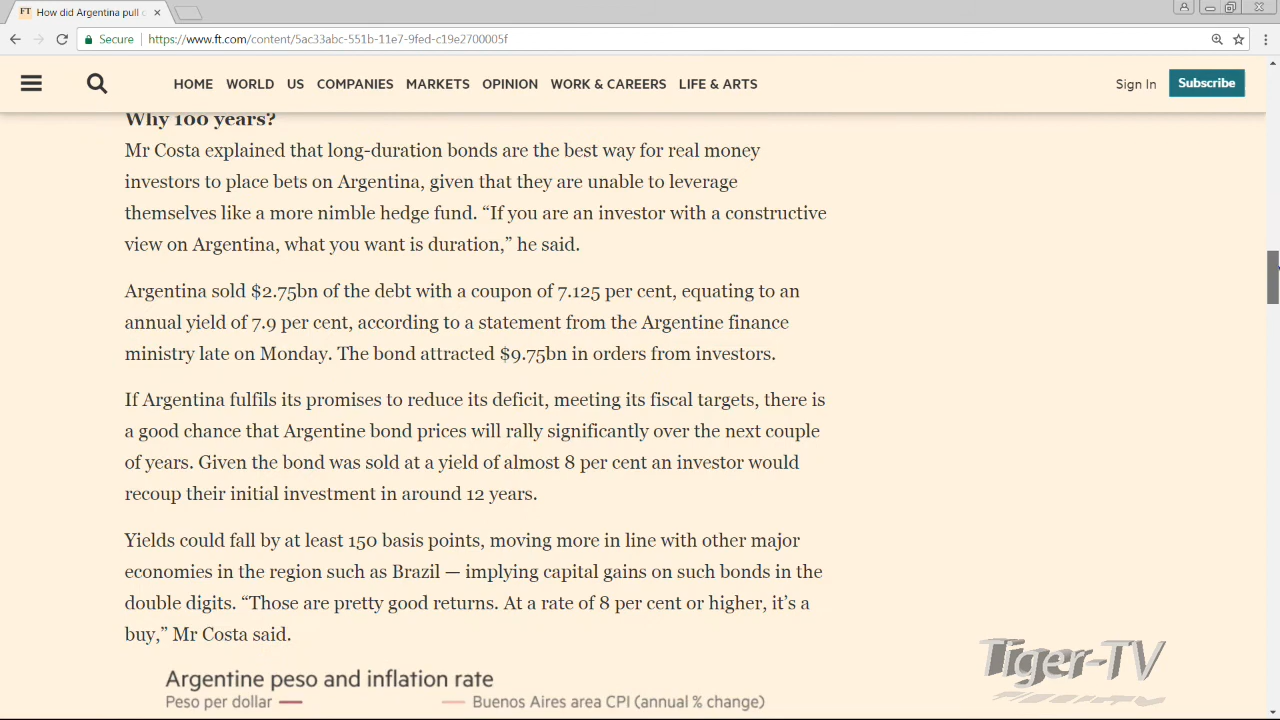 FT How did Argentina pull
Secure https://www.ft.com/content/5ac33abc-551b-11e7-9fed-c19e2700005f
HOME WORLD US COMPANIES MARKETS OPINION WORK & CAREERS LIFE & ARTS Sign In Subscribe
Why 100 years?
Mr Costa explained that long-duration bonds are the best way for real money
investors to place bets on Argentina, given that they are unable to leverage
themselves like a more nimble hedge fund. “If you are an investor with a constructive
view on Argentina, what you want is duration,” he said.
Argentina sold $2.75bn of the debt with a coupon of 7.125 per cent, equating to an
annual yield of 7.9 per cent, according to a statement from the Argentine finance
ministry late on Monday. The bond attracted $9.75bn in orders from investors.
If Argentina fulfils its promises to reduce its deficit, meeting its fiscal targets, there is
a good chance that Argentine bond prices will rally significantly over the next couple
of years. Given the bond was sold at a yield of almost 8 per cent an investor would
recoup their initial investment in around 12 years.
Yields could fall by at least 150 basis points, moving more in line with other major
economies in the region such as Brazil — implying capital gains on such bonds in the
double digits. “Those are pretty good returns. At a rate of 8 per cent or higher, it’s a
buy,” Mr Costa said.
Tiger-TV
Argentine peso and inflation rate
Peso per dollar Buenos Aires area CPI (annual % change)